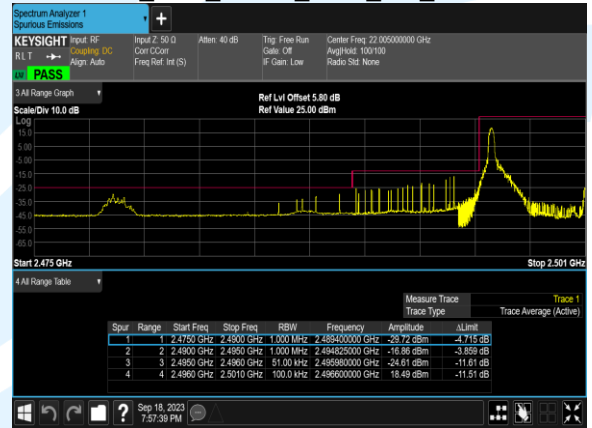 Spectrum Analyzer 1
Spurious Emissions
KEYSIGHT Input: RF Input Z: 50 Ω Atten: 40 dB Trig: Free Run Center Freq: 22.005000000 GHz
RLT Coupling: DC Corr CCorr Gate: Off Avg|Hold: 100/100
Align: Auto Freq Ref: Int (S) IF Gain: Low Radio Std: None
PASS
3 All Range Graph
Ref Lvl Offset 5.80 dB
Scale/Div 10.0 dB Ref Value 25.00 dBm
Log
15.0
5.00
-5.00
-15.0
-25.0
-35.0
-45.0
-55.0
-65.0
Start 2.475 GHz Stop 2.501 GHz
4 All Range Table
Measure Trace Trace 1
Trace Type Trace Average (Active)
Spur Range Start Freq Stop Freq RBW Frequency Amplitude ΔLimit
1 1 2.4750 GHz 2.4900 GHz 1.000 MHz 2.489400000 GHz -29.72 dBm -4.715 dB
2 2 2.4900 GHz 2.4950 GHz 1.000 MHz 2.494825000 GHz -16.86 dBm -3.859 dB
3 3 2.4950 GHz 2.4960 GHz 51.00 kHz 2.495980000 GHz -24.61 dBm -11.61 dB
4 4 2.4960 GHz 2.5010 GHz 100.0 kHz 2.496600000 GHz 18.49 dBm -11.51 dB
Sep 18, 2023
7:57:39 PM